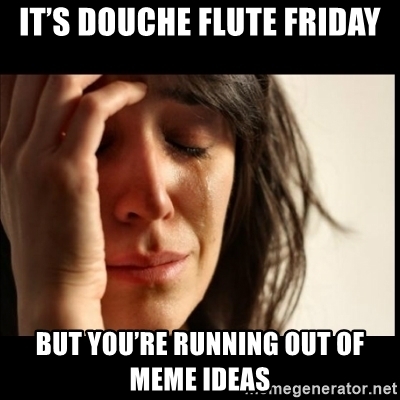 IT'S DOUCHE FLUTE FRIDAY
BUT YOU'RE RUNNING OUT OF
MEME IDEAS
memegenerator.net